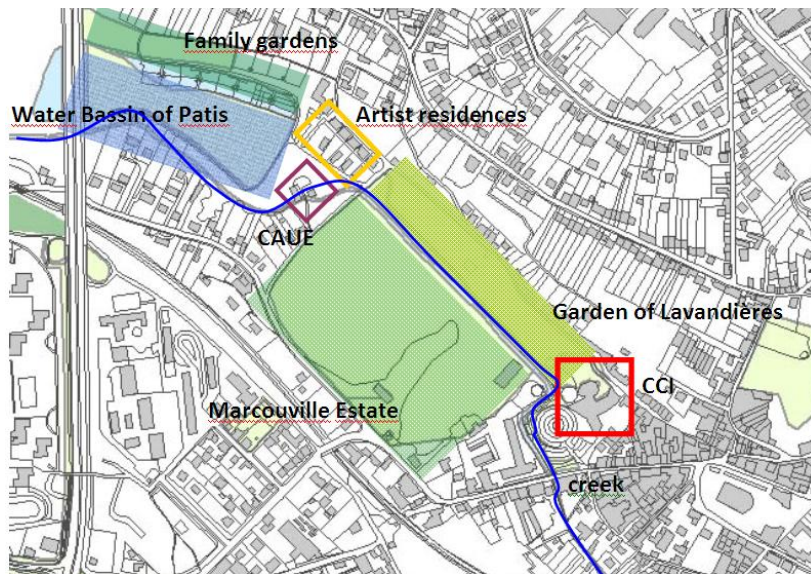 Family gardens
Water Bassin of Patis
Artist residences
CAUE
Garden of Lavandières
CCI
Marcouville Estate
creek